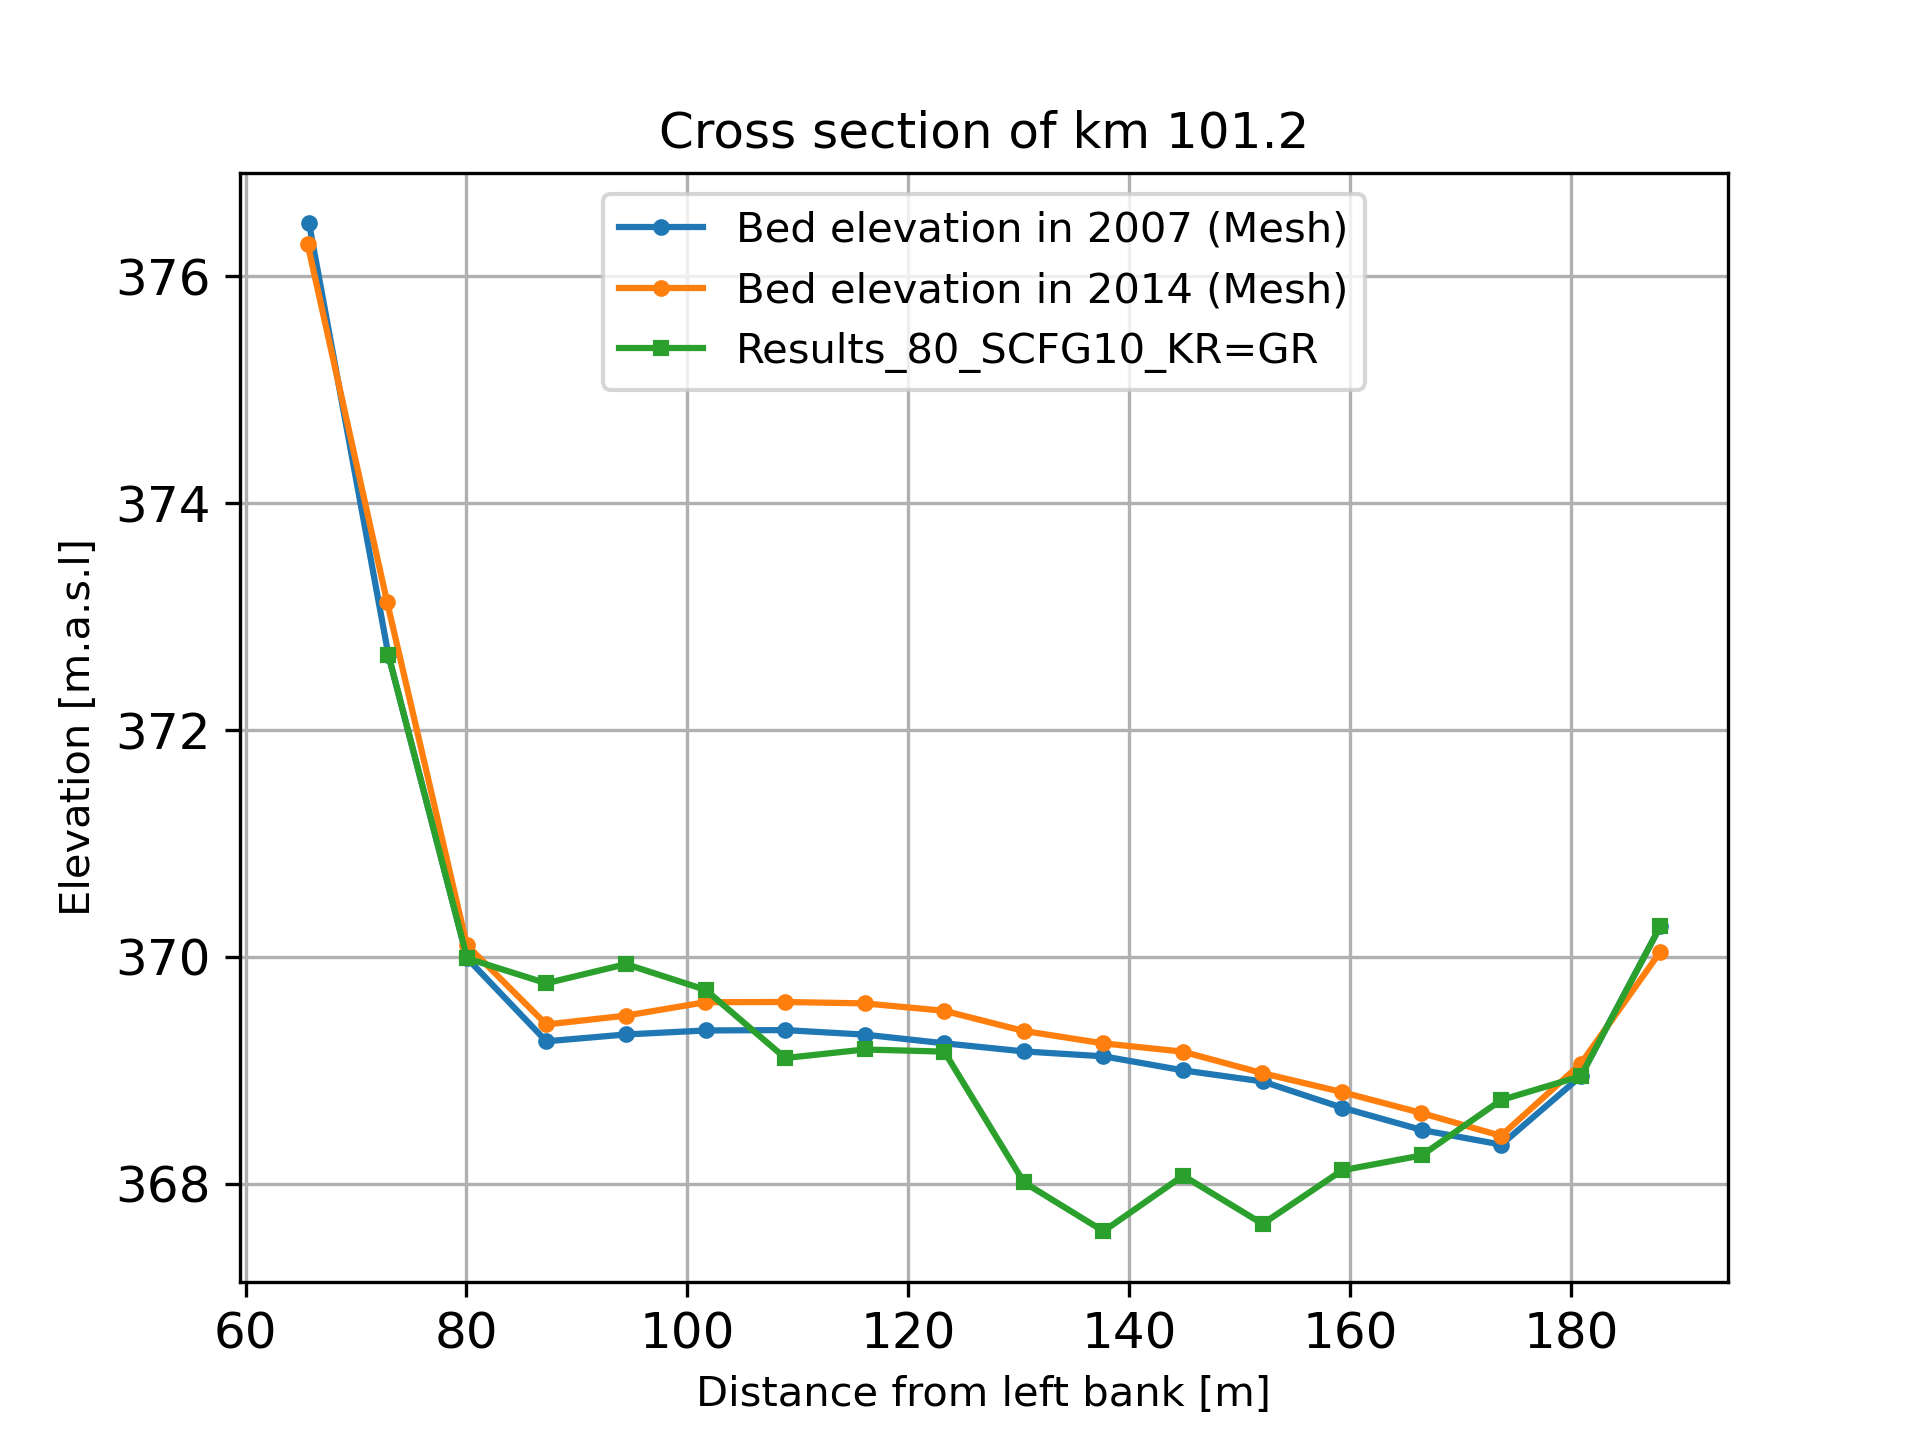 Cross section of km 101.2
Bed elevation in 2007 (Mesh)
Bed elevation in 2014 (Mesh)
Results_80_SCFG10_KR=GR
Elevation [m.a.s.l]
376
374
372
370
368
60 80 100 120 140 160 180
Distance from left bank [m]